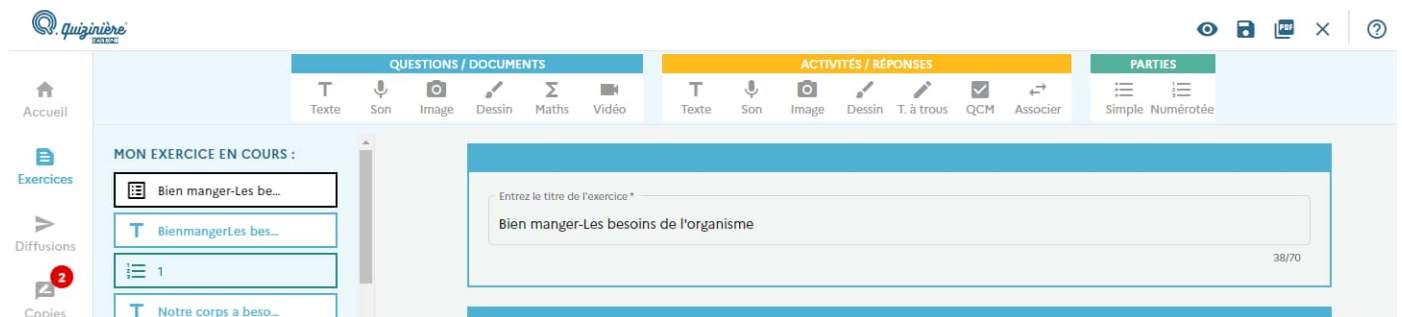 Quizinière
CANOPÉ
QUESTIONS / DOCUMENTS
ACTIVITÉS / RÉPONSES
PARTIES
Texte Son Image Dessin Maths Vidéo
Texte Son Image Dessin T. à trous QCM Associer
Simple Numérotée
Accueil
Exercices
Diffusions
2
Copies
MON EXERCICE EN COURS :
Bien manger-Les be...
T BienmangerLes bes...
1
T Notre corps a beso...
Entrez le titre de l'exercice *
Bien manger-Les besoins de l'organisme
38/70
PDF